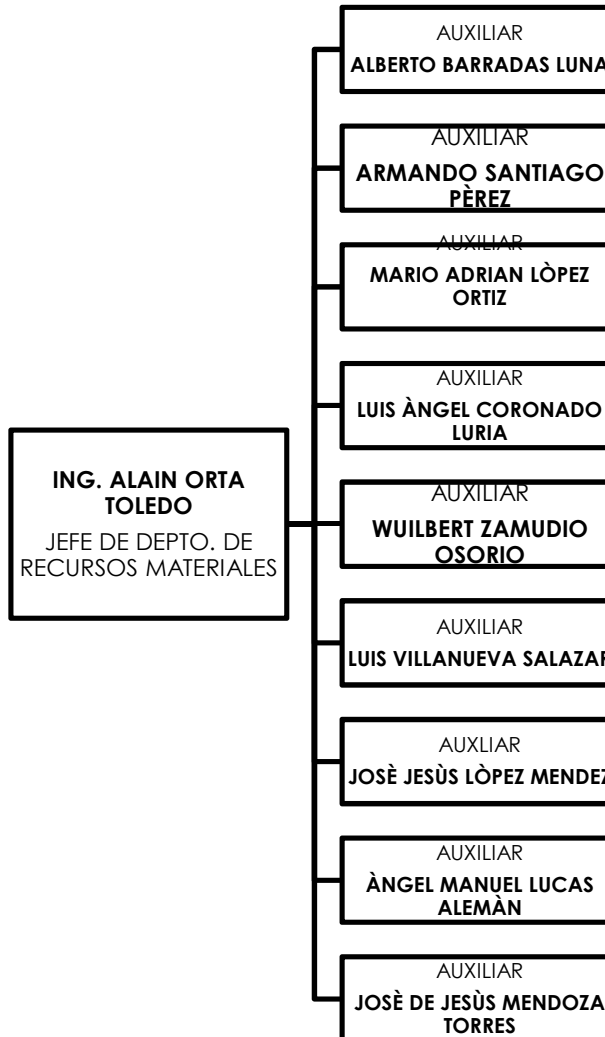 AUXILIAR
ALBERTO BARRADAS LUNA
AUXILIAR
ARMANDO SANTIAGO
PÈREZ
AUXILIAR
MARIO ADRIAN LÒPEZ
ORTIZ
AUXILIAR
LUIS ÀNGEL CORONADO
LURIA
ING. ALAIN ORTA
TOLEDO
JEFE DE DEPTO. DE
RECURSOS MATERIALES
AUXILIAR
WUILBERT ZAMUDIO
OSORIO
AUXILIAR
LUIS VILLANUEVA SALAZAR
AUXLIAR
JOSÈ JESÙS LÒPEZ MENDEZ
AUXILIAR
ÀNGEL MANUEL LUCAS
ALEMÀN
AUXILIAR
JOSÈ DE JESÙS MENDOZA
TORRES